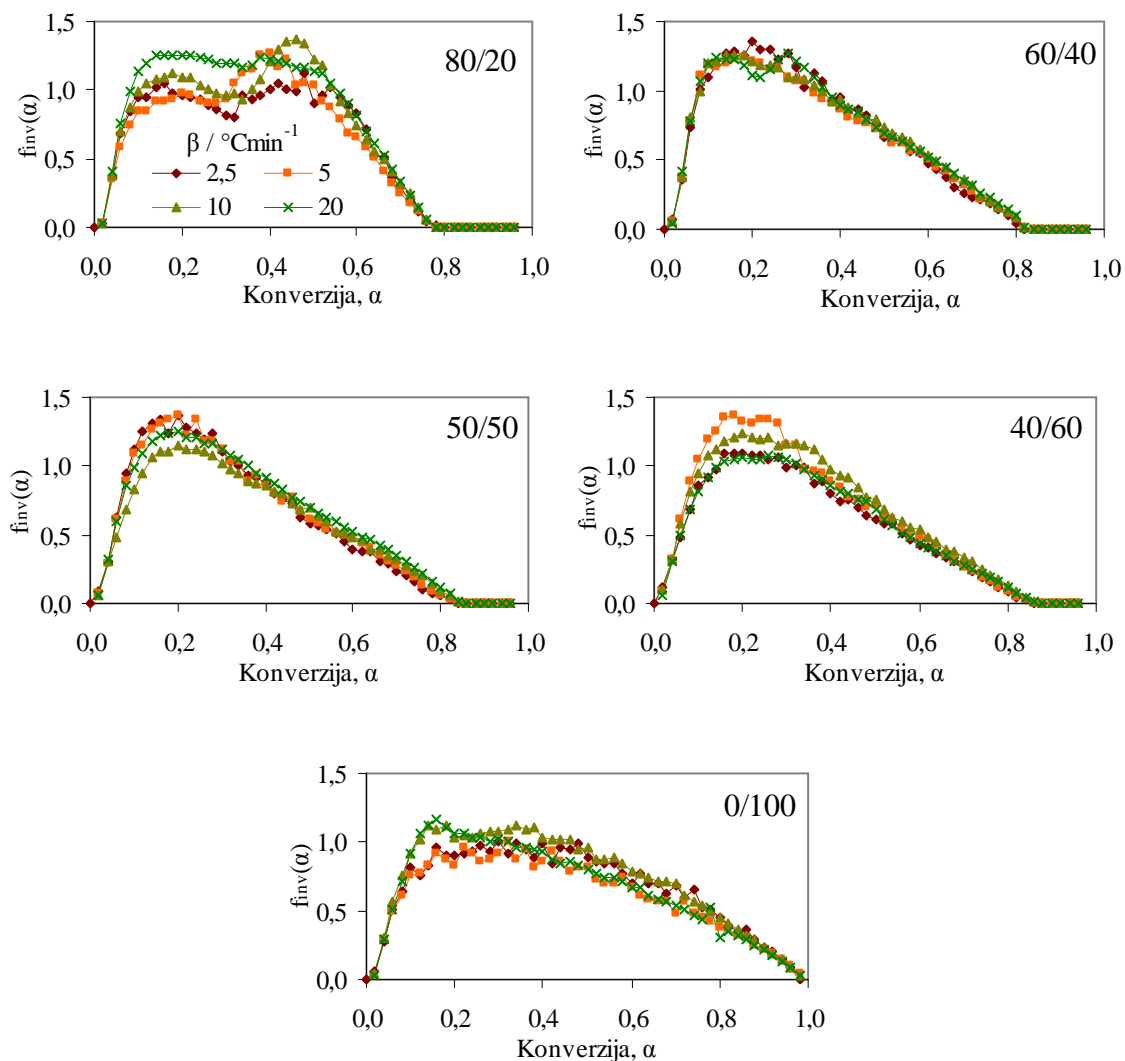 1,5
80/20
1,0
f inv(α)
β / °Cmin-1
0,5
2,5
5
10
20
0,0
0,0 0,2 0,4 0,6 0,8 1,0
Konverzija, α
1,5
60/40
1,0
f inv(α)
0,5
0,0
0,0 0,2 0,4 0,6 0,8 1,0
Konverzija, α
1,5
50/50
1,0
f inv(α)
0,5
0,0
0,0 0,2 0,4 0,6 0,8 1,0
Konverzija, α
1,5
40/60
1,0
f inv(α)
0,5
0,0
0,0 0,2 0,4 0,6 0,8 1,0
Konverzija, α
1,5
0/100
1,0
f inv(α)
0,5
0,0
0,0 0,2 0,4 0,6 0,8 1,0
Konverzija, α